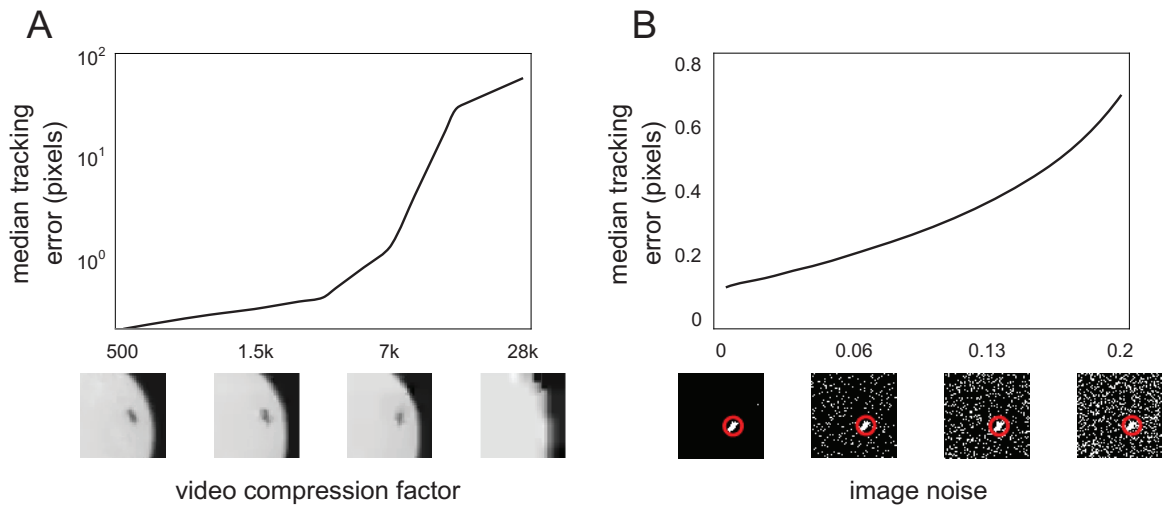 A
median tracking
error (pixels)
10²
10¹
10⁰
500 1.5k 7k 28k
video compression factor
B
median tracking
error (pixels)
0.8
0.6
0.4
0.2
0
0 0.06 0.13 0.2
image noise